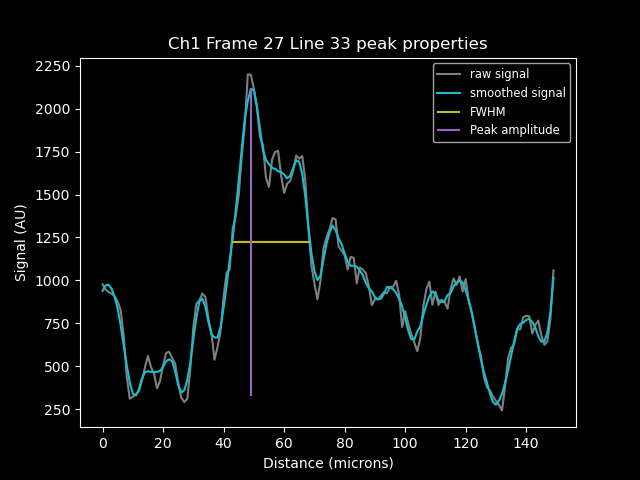 Ch1 Frame 27 Line 33 peak properties
raw signal
smoothed signal
FWHM
Peak amplitude
Signal (AU)
2250
2000
1750
1500
1250
1000
750
500
250
0 20 40 60 80 100 120 140
Distance (microns)